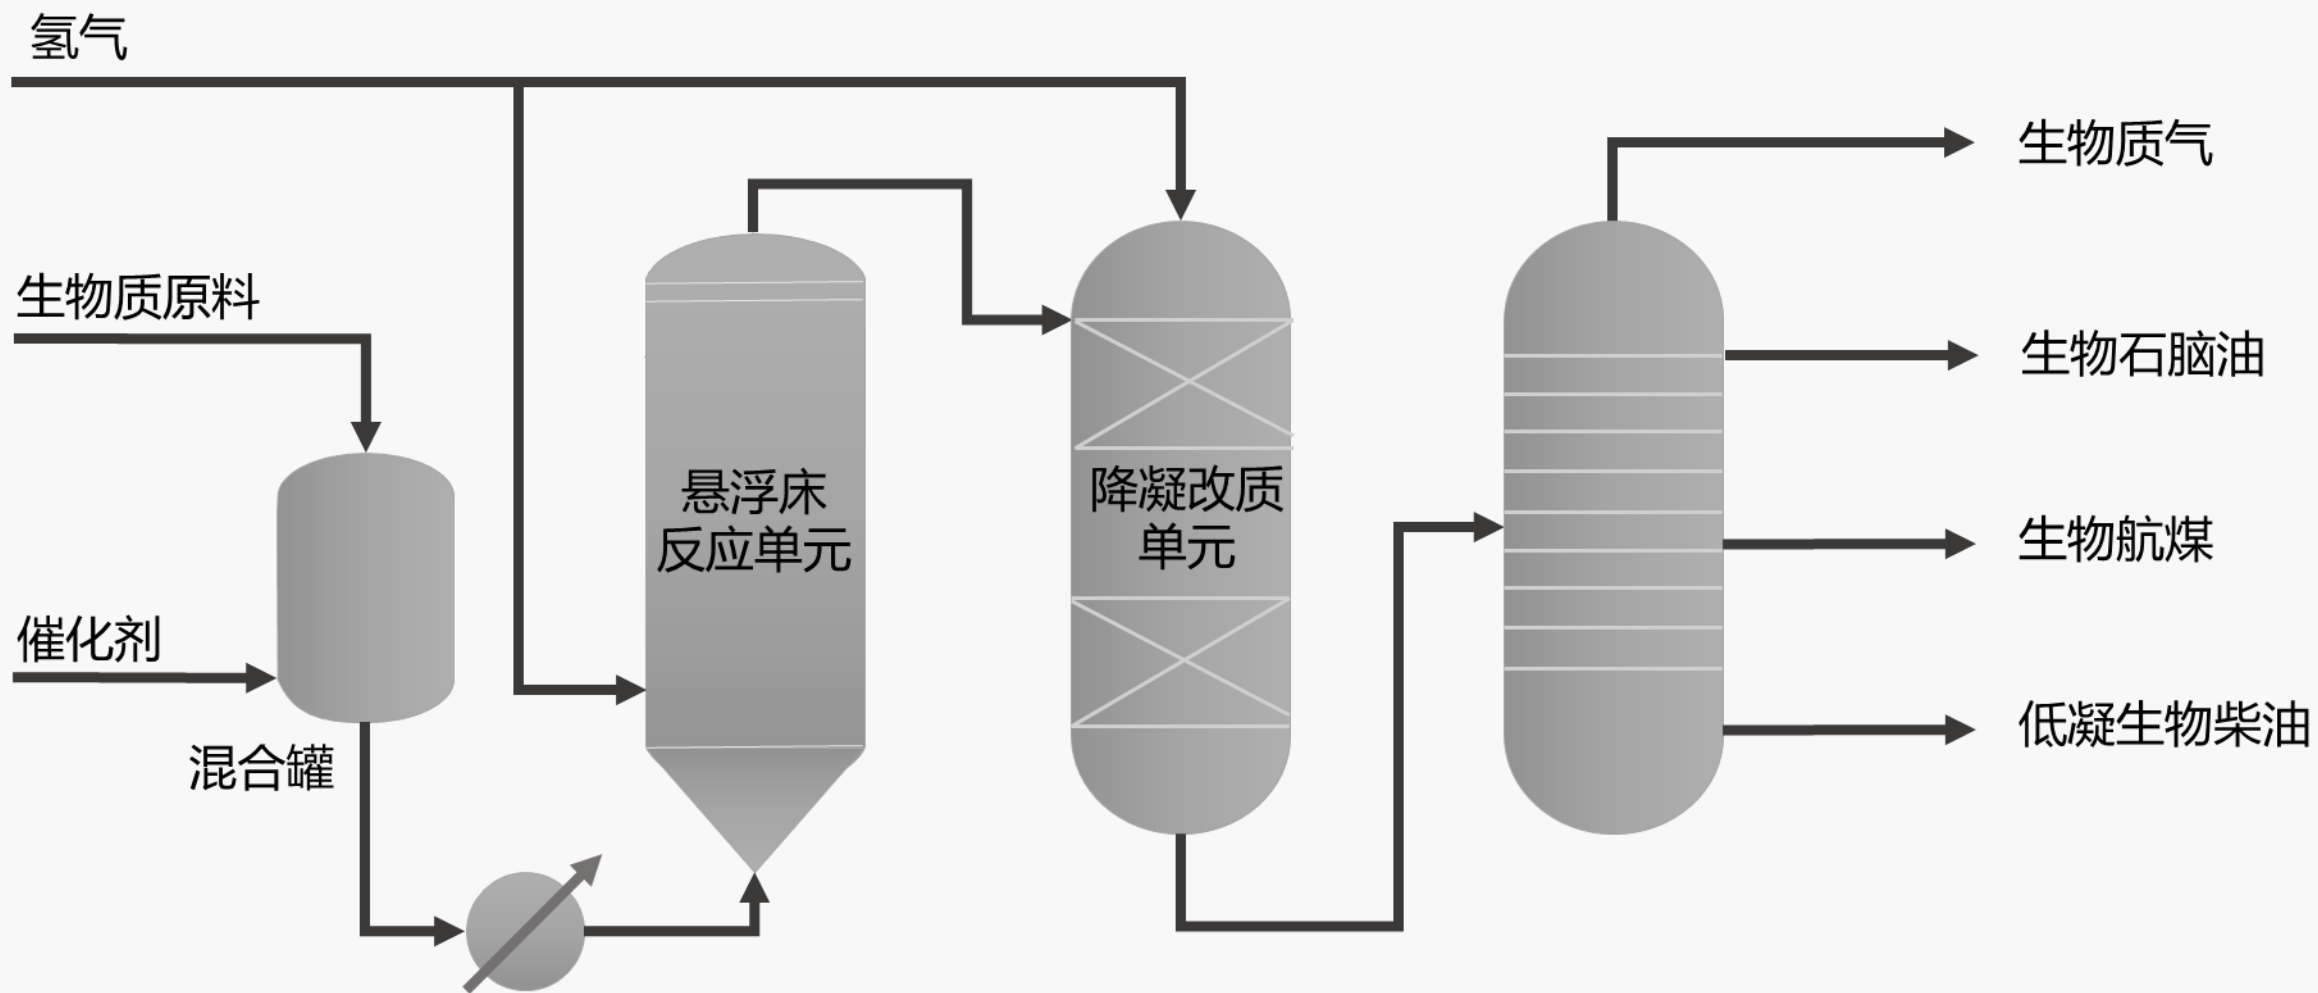 氢气
生物质原料
催化剂
混合罐
悬浮床
反应单元
降凝改质
单元
生物质气
生物石脑油
生物航煤
低凝生物柴油